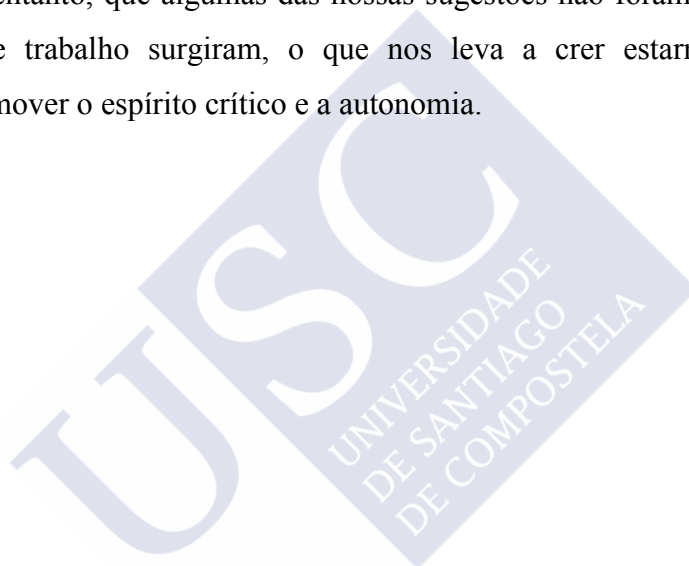 entanto, que algumas das nossas sugestões não foram
e trabalho surgiram, o que nos leva a crer estarm
nover o espírito crítico e a autonomia.
USC
UNIVERSIDADE
DE SANTIAGO
DE COMPOSTELA